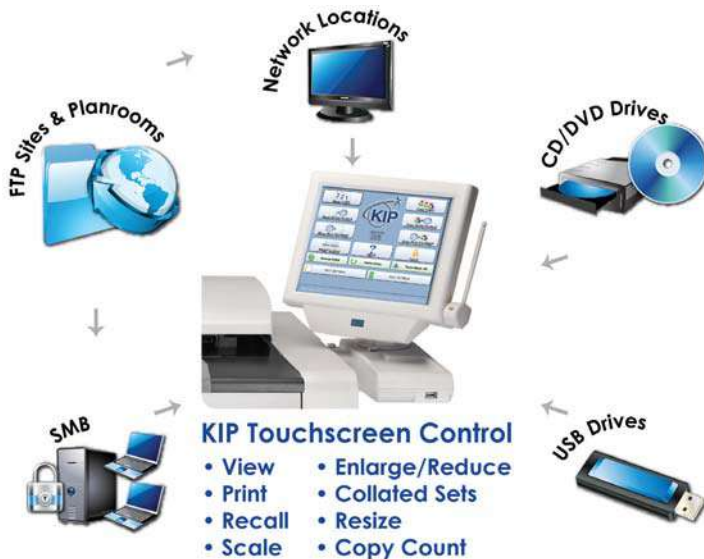 Network Locations
FTP Sites & Planrooms
CD/DVD Drives
KIP
SMB
USB Drives
KIP Touchscreen Control
• View
• Print
• Recall
• Scale
• Enlarge/Reduce
• Collated Sets
• Resize
• Copy Count